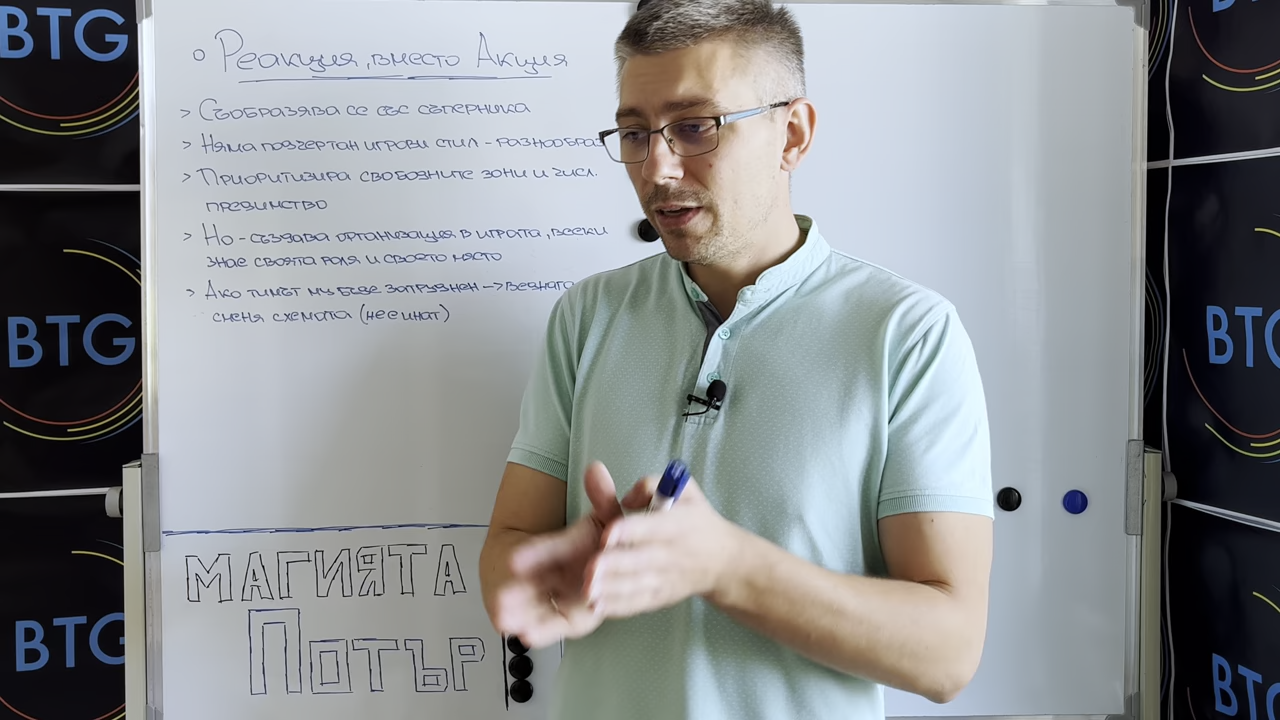 BTG
Реакция, вместо Акция
> Съобразява се със съперника
> Няма подчертан игрови стил - разнообраз
> Приоритизира свободните зони и числ.
предимство
> Но - създава организация в играта, всеки
знае своята роля и своето място
> Ако тимът му бъде затруднен -> веднага
сменя схемата (не е инат)
BTG
BTG
BTG
МАГИЯТА
ПОТЪР
BTG
BTG